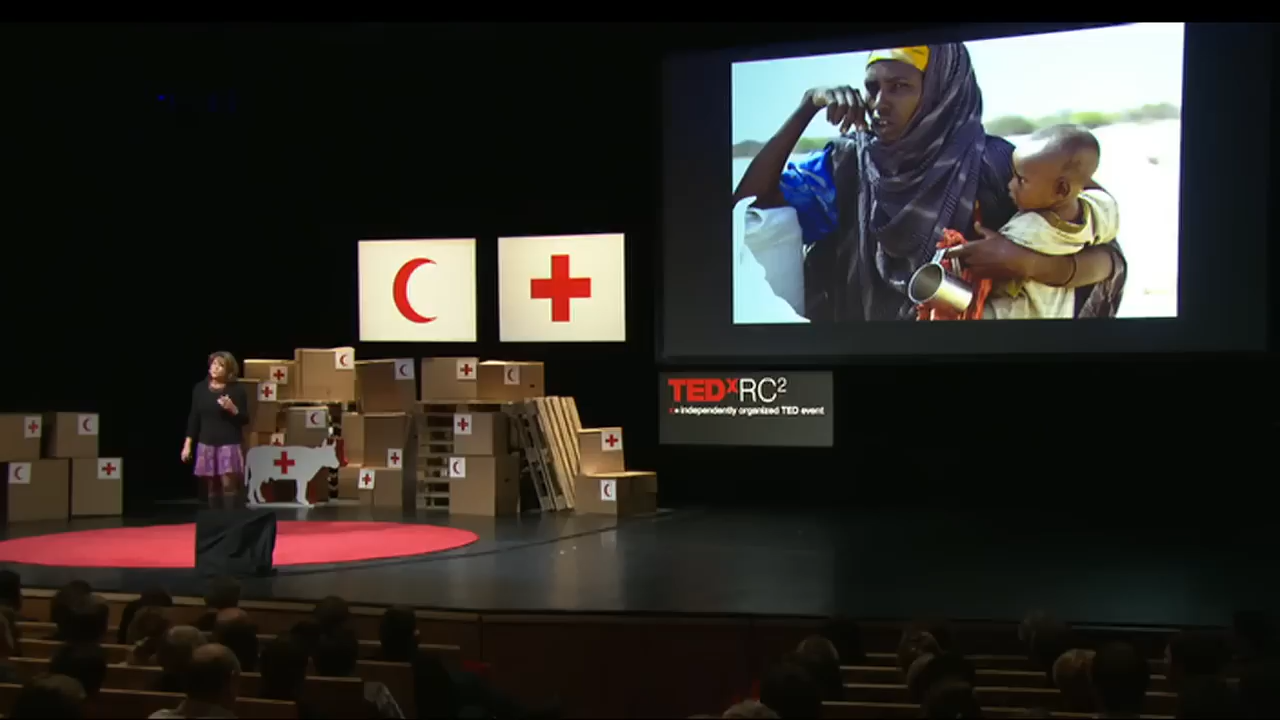 TEDxRC2
x = independently organized TED event